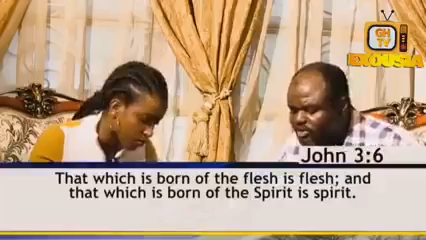 GH
TV
EXOUSIA
John 3:6
That which is born of the flesh is flesh; and
that which is born of the Spirit is spirit.